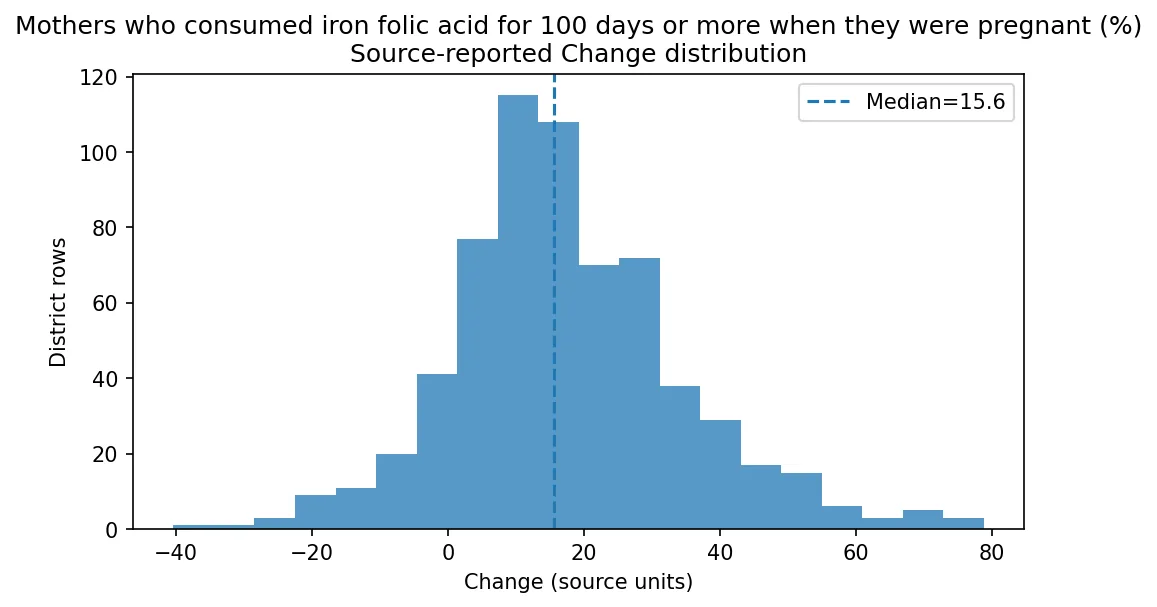 Mothers who consumed iron folic acid for 100 days or more when they were pregnant (%)
Source-reported Change distribution
Median=15.6
120
100
80
60
40
20
0
District rows
−40
−20
0
20
40
60
80
Change (source units)